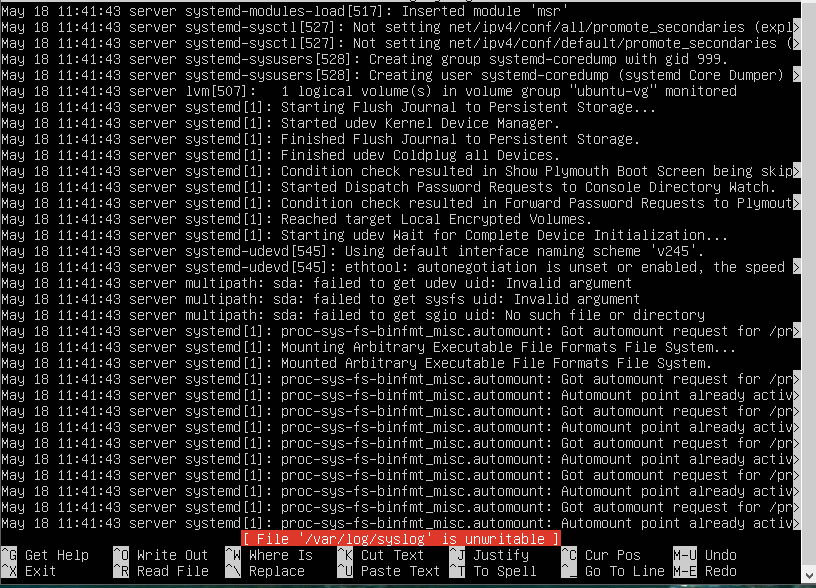 May 18 11:41:43 server systemd-modules-load[517]: Inserted module 'msr'
May 18 11:41:43 server systemd-sysctl[527]: Not setting net/ipv4/conf/all/promote_secondaries (expl>
May 18 11:41:43 server systemd-sysctl[527]: Not setting net/ipv4/conf/default/promote_secondaries (>
May 18 11:41:43 server systemd-sysusers[528]: Creating group systemd-coredump with gid 999.
May 18 11:41:43 server systemd-sysusers[528]: Creating user systemd-coredump (systemd Core Dumper) >
May 18 11:41:43 server lvm[507]:   1 logical volume(s) in volume group "ubuntu-vg" monitored
May 18 11:41:43 server systemd[1]: Starting Flush Journal to Persistent Storage...
May 18 11:41:43 server systemd[1]: Started udev Kernel Device Manager.
May 18 11:41:43 server systemd[1]: Finished Flush Journal to Persistent Storage.
May 18 11:41:43 server systemd[1]: Finished udev Coldplug all Devices.
May 18 11:41:43 server systemd[1]: Condition check resulted in Show Plymouth Boot Screen being skip>
May 18 11:41:43 server systemd[1]: Started Dispatch Password Requests to Console Directory Watch.
May 18 11:41:43 server systemd[1]: Condition check resulted in Forward Password Requests to Plymout>
May 18 11:41:43 server systemd[1]: Reached target Local Encrypted Volumes.
May 18 11:41:43 server systemd[1]: Starting udev Wait for Complete Device Initialization...
May 18 11:41:43 server systemd-udevd[545]: Using default interface naming scheme 'v245'.
May 18 11:41:43 server systemd-udevd[545]: ethtool: autonegotiation is unset or enabled, the speed >
May 18 11:41:43 server multipath: sda: failed to get udev uid: Invalid argument
May 18 11:41:43 server multipath: sda: failed to get sysfs uid: Invalid argument
May 18 11:41:43 server multipath: sda: failed to get sgio uid: No such file or directory
May 18 11:41:43 server systemd[1]: proc-sys-fs-binfmt_misc.automount: Got automount request for /pr>
May 18 11:41:43 server systemd[1]: Mounting Arbitrary Executable File Formats File System...
May 18 11:41:43 server systemd[1]: Mounted Arbitrary Executable File Formats File System.
May 18 11:41:43 server systemd[1]: proc-sys-fs-binfmt_misc.automount: Got automount request for /pr>
May 18 11:41:43 server systemd[1]: proc-sys-fs-binfmt_misc.automount: Automount point already activ>
May 18 11:41:43 server systemd[1]: proc-sys-fs-binfmt_misc.automount: Got automount request for /pr>
May 18 11:41:43 server systemd[1]: proc-sys-fs-binfmt_misc.automount: Automount point already activ>
May 18 11:41:43 server systemd[1]: proc-sys-fs-binfmt_misc.automount: Got automount request for /pr>
May 18 11:41:43 server systemd[1]: proc-sys-fs-binfmt_misc.automount: Automount point already activ>
May 18 11:41:43 server systemd[1]: proc-sys-fs-binfmt_misc.automount: Got automount request for /pr>
May 18 11:41:43 server systemd[1]: proc-sys-fs-binfmt_misc.automount: Got automount request for /pr>
May 18 11:41:43 server systemd[1]: proc-sys-fs-binfmt_misc.automount: Automount point already activ>
[ File '/var/log/syslog' is unwritable ]
^G Get Help ^O Write Out ^W Where Is ^K Cut Text ^J Justify ^C Cur Pos M-U Undo
^X Exit ^R Read File ^\ Replace ^U Paste Text ^T To Spell ^_ Go To Line M-E Redo